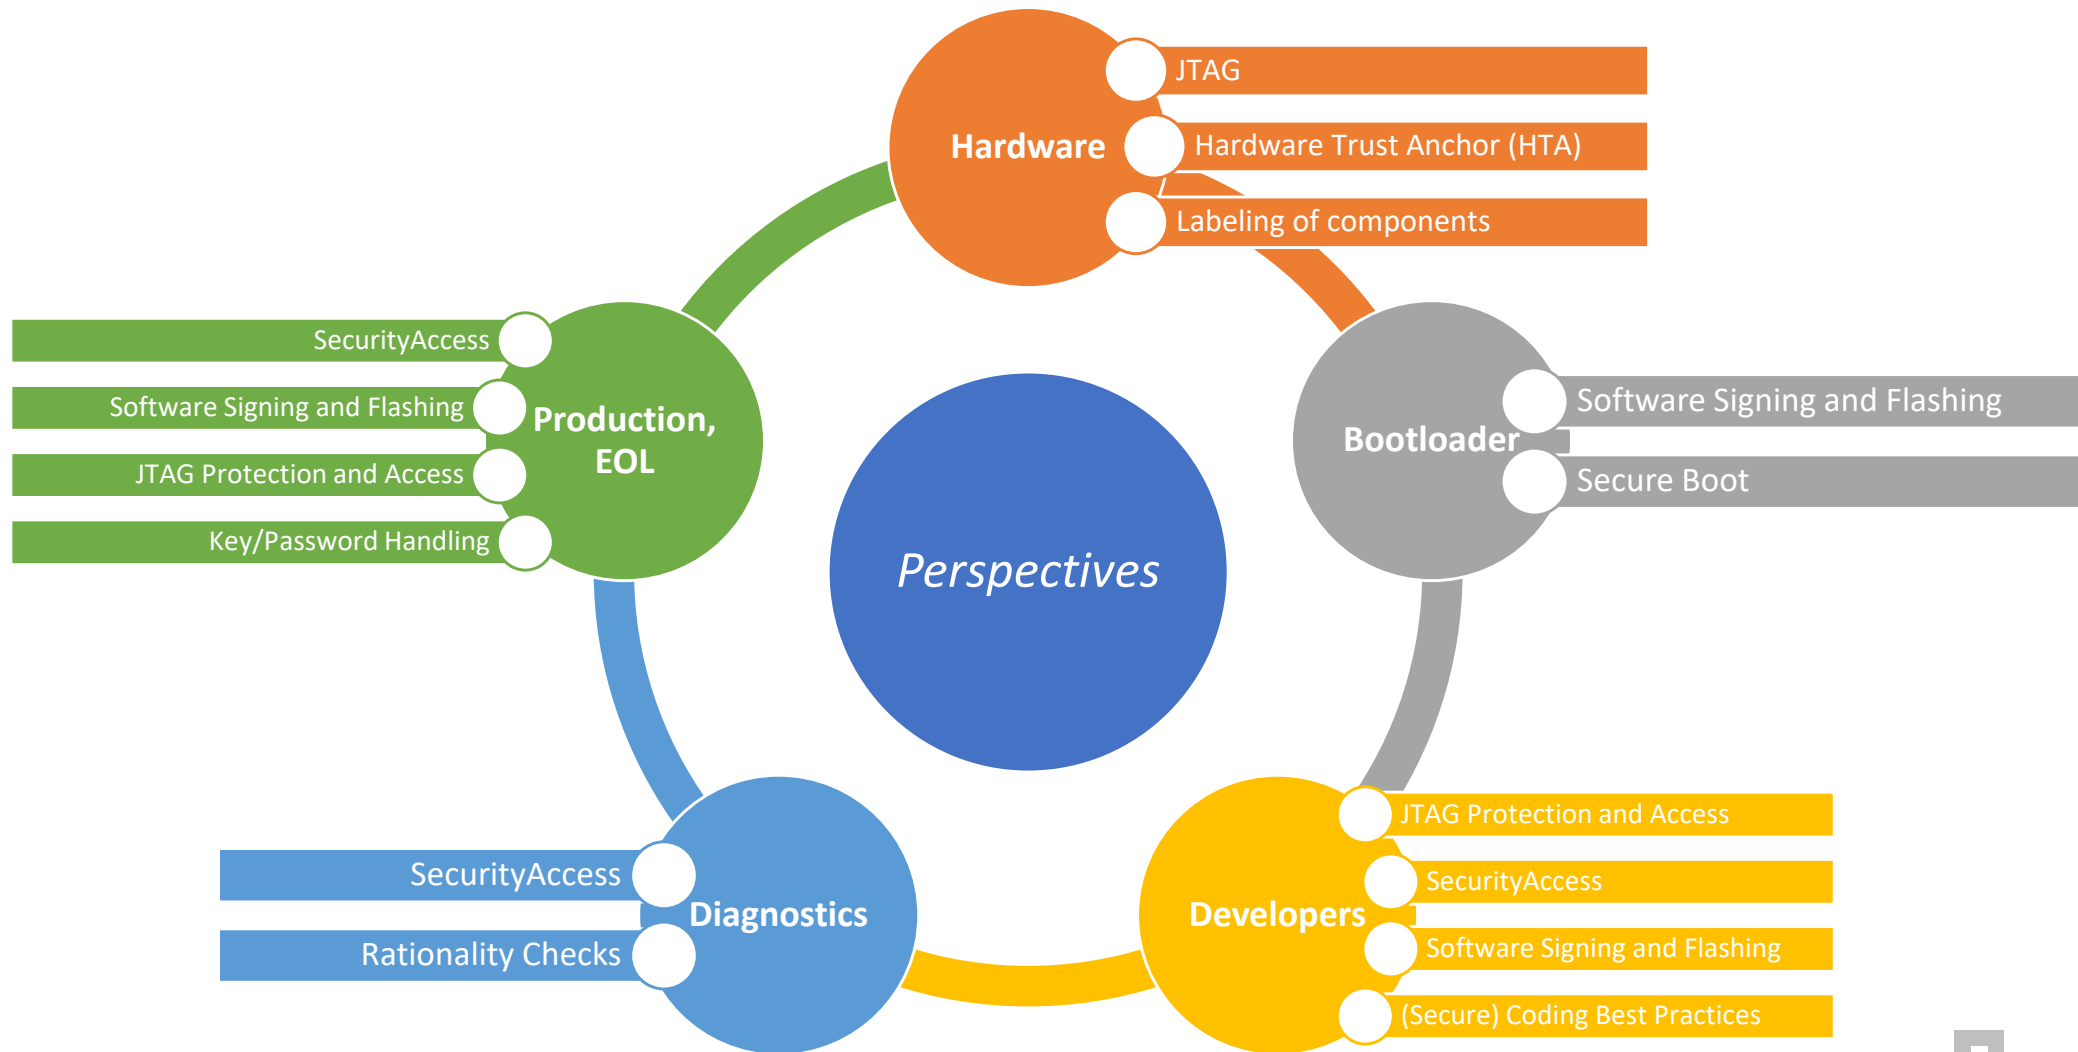 Hardware
JTAG
Hardware Trust Anchor (HTA)
Labeling of components
Bootloader
Software Signing and Flashing
Secure Boot
Developers
JTAG Protection and Access
SecurityAccess
Software Signing and Flashing
(Secure) Coding Best Practices
Diagnostics
SecurityAccess
Rationality Checks
Production,
EOL
SecurityAccess
Software Signing and Flashing
JTAG Protection and Access
Key/Password Handling
Perspectives